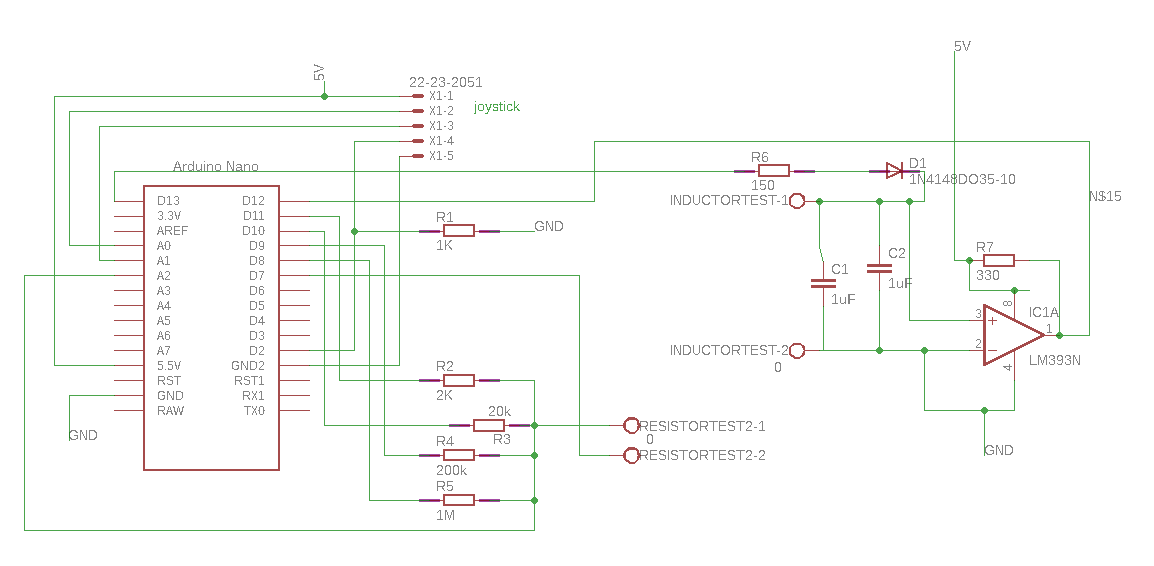 5V
5V
22-23-2051
X1-1
joystick
X1-2
X1-3
X1-4
X1-5
Arduino Nano
R6
150
D1
1N4148DO35-10
INDUCTORTEST-1
N$15
D13
3.3V
AREF
A0
A1
A2
A3
A4
A5
A6
A7
5.5V
RST
GND
RAW
D12
D11
D10
D9
D8
D7
D6
D5
D4
D3
D2
GND2
RST1
RX1
TX0
GND
R1
1K
GND
R2
2K
20k
R3
R4
200k
R5
1M
RESISTORTEST2-1
0
RESISTORTEST2-2
C1
1uF
C2
1uF
INDUCTORTEST-2
0
R7
330
8
IC1A
3
+
1
2
-
4
LM393N
GND